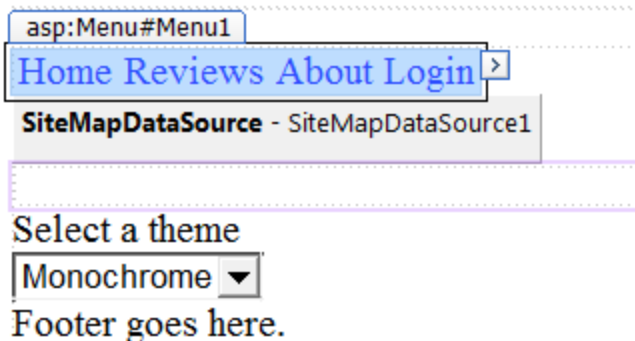 asp:Menu#Menu1
Home Reviews About Login
SiteMapDataSource - SiteMapDataSource1
Select a theme
Monochrome
Footer goes here.